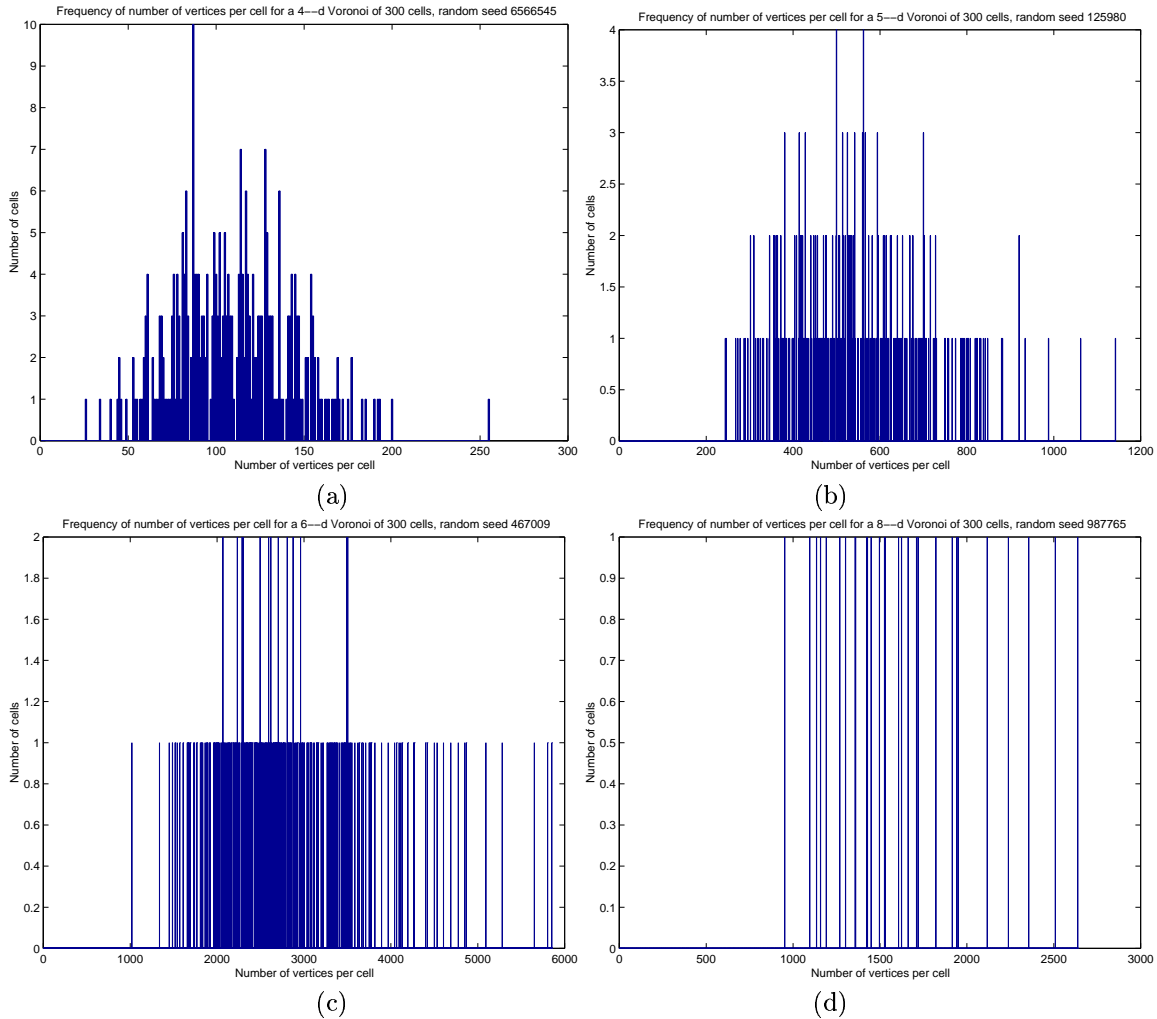 Frequency of number of vertices per cell for a 4−−d Voronoi of 300 cells, random seed 6566545
10
9
8
7
6
5
4
3
2
1
0
Number of cells
0 50 100 150 200 250 300
Number of vertices per cell
(a)
Frequency of number of vertices per cell for a 5−−d Voronoi of 300 cells, random seed 125980
4
3.5
3
2.5
2
1.5
1
0.5
0
Number of cells
0 200 400 600 800 1000 1200
Number of vertices per cell
(b)
Frequency of number of vertices per cell for a 6−−d Voronoi of 300 cells, random seed 467009
2
1.8
1.6
1.4
1.2
1
0.8
0.6
0.4
0.2
0
Number of cells
0 1000 2000 3000 4000 5000 6000
Number of vertices per cell
(c)
Frequency of number of vertices per cell for a 8−−d Voronoi of 300 cells, random seed 987765
1
0.9
0.8
0.7
0.6
0.5
0.4
0.3
0.2
0.1
0
Number of cells
0 500 1000 1500 2000 2500 3000
Number of vertices per cell
(d)